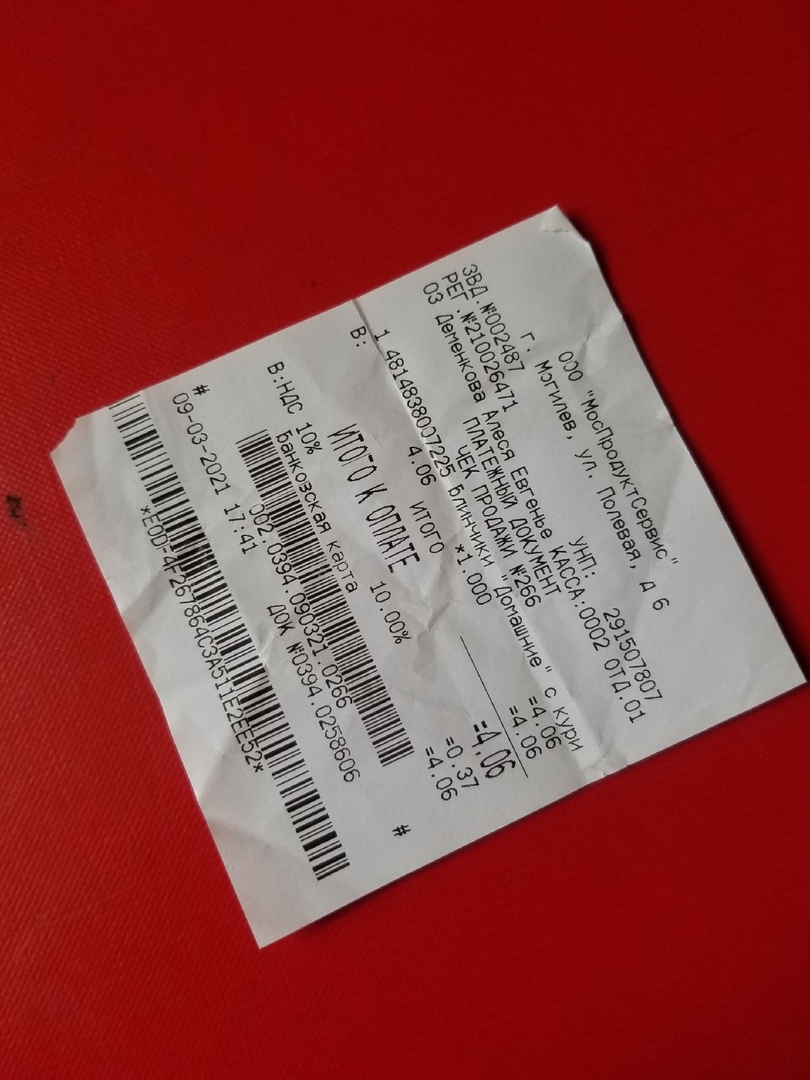 ООО "МосПродуктСервис"
г. Могилев, ул. Полевая, д 6
УНП: 291507807
ЗВД.№002487 КАССА:0002 ОТД.01
РЕГ.№210026471
03 Деменкова Алеся Евгенье
ПЛАТЕЖНЫЙ ДОКУМЕНТ
ЧЕК ПРОДАЖИ №266
1 4814838007225 Блинчики "Домашние" с кури
В: 4.06 *1.000 =4.06
ИТОГО =4.06
ИТОГО К ОПЛАТЕ =4.06
В:НДС 10% 10.00% =0.37
Банковская карта =4.06
002.0394.090321.0266
# ДОК №0394.0258606 #
09-03-2021 17:41
*E0D-4F267864C3A511E2EE52*